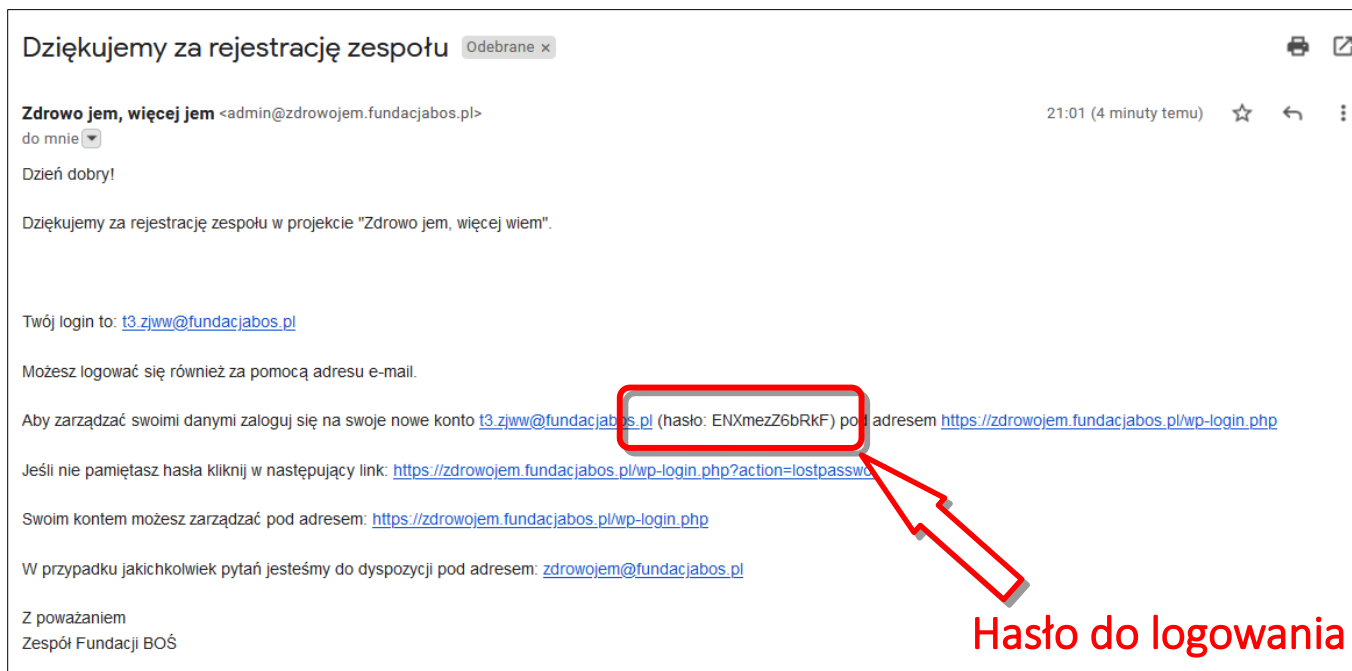 Dziękujemy za rejestrację zespołu Odebrane x
Zdrowo jem, więcej jem <admin@zdrowojem.fundacjabos.pl> 21:01 (4 minuty temu)
do mnie
Dzień dobry!
Dziękujemy za rejestrację zespołu w projekcie "Zdrowo jem, więcej wiem".
Twój login to: t3.zjww@fundacjabos.pl
Możesz logować się również za pomocą adresu e-mail.
Aby zarządzać swoimi danymi zaloguj się na swoje nowe konto t3.zjww@fundacjabos.pl (hasło: ENXmezZ6bRkF) pod adresem https://zdrowojem.fundacjabos.pl/wp-login.php
Jeśli nie pamiętasz hasła kliknij w następujący link: https://zdrowojem.fundacjabos.pl/wp-login.php?action=lostpasswo
Swoim kontem możesz zarządzać pod adresem: https://zdrowojem.fundacjabos.pl/wp-login.php
W przypadku jakichkolwiek pytań jesteśmy do dyspozycji pod adresem: zdrowojem@fundacjabos.pl
Z poważaniem
Zespół Fundacji BOŚ
Hasło do logowania